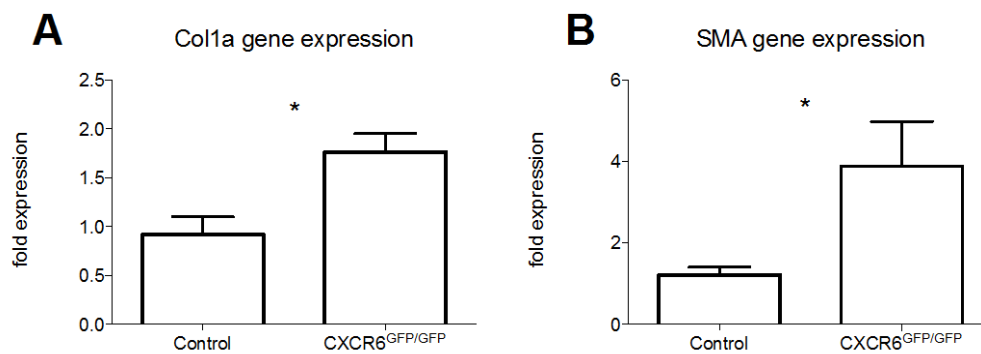 A
Col1a gene expression
fold expression
2.5
2.0
1.5
1.0
0.5
0.0
*
Control
CXCR6GFP/GFP
B
SMA gene expression
fold expression
6
4
2
0
*
Control
CXCR6GFP/GFP